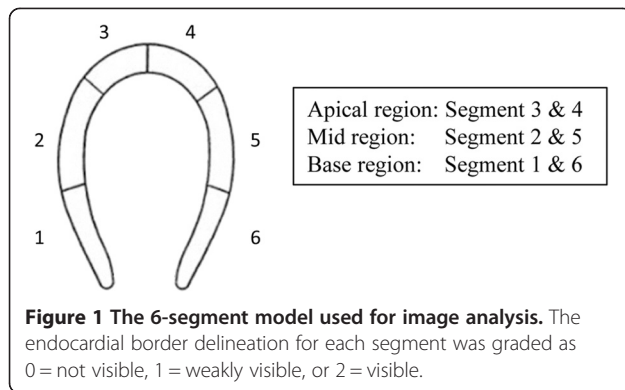 3 4
2 5
1 6
Apical region: Segment 3 & 4
Mid region: Segment 2 & 5
Base region: Segment 1 & 6
Figure 1 The 6-segment model used for image analysis. The
endocardial border delineation for each segment was graded as
0 = not visible, 1 = weakly visible, or 2 = visible.